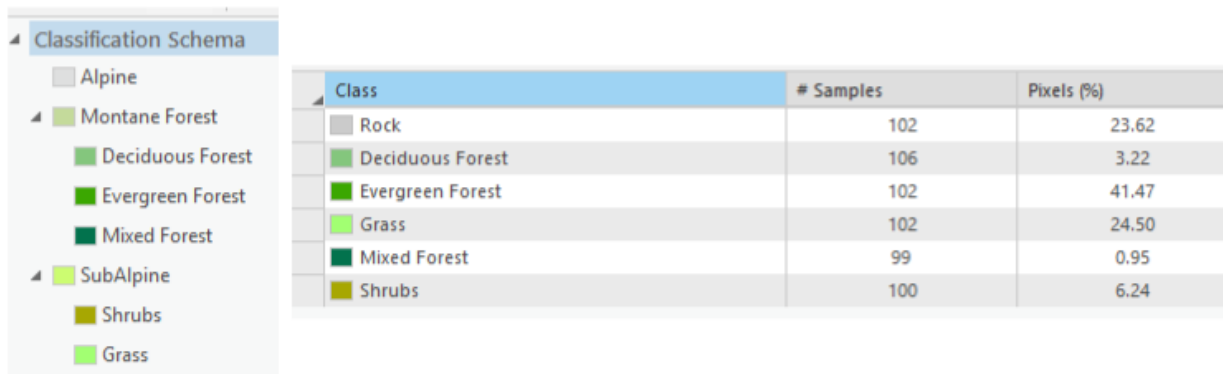 Classification Schema
Alpine
Montane Forest
Deciduous Forest
Evergreen Forest
Mixed Forest
SubAlpine
Shrubs
Grass
Class # Samples Pixels (%)
Rock 102 23.62
Deciduous Forest 106 3.22
Evergreen Forest 102 41.47
Grass 102 24.50
Mixed Forest 99 0.95
Shrubs 100 6.24